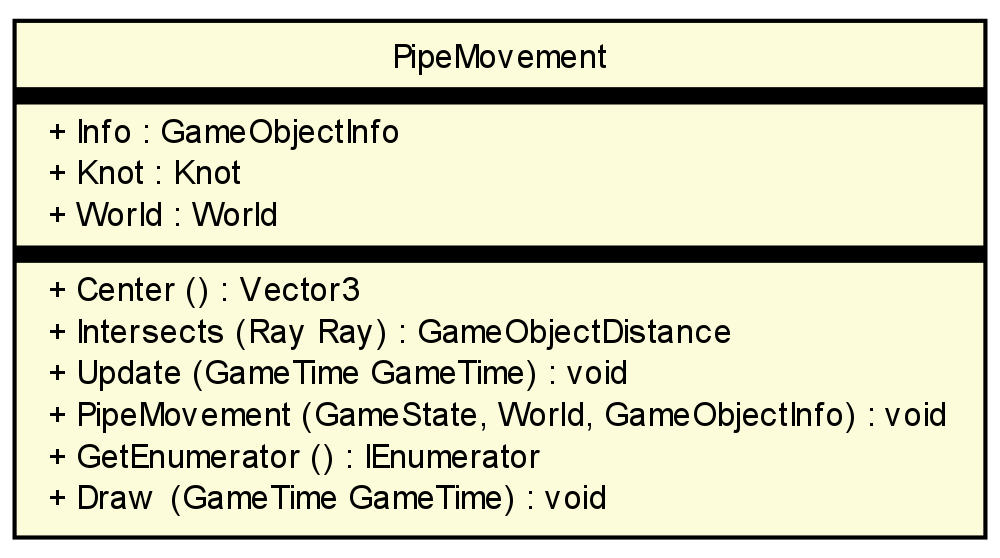 PipeMovement
+ Info : GameObjectInfo
+ Knot : Knot
+ World : World
+ Center () : Vector3
+ Intersects (Ray Ray) : GameObjectDistance
+ Update (GameTime GameTime) : void
+ PipeMovement (GameState, World, GameObjectInfo) : void
+ GetEnumerator () : IEnumerator
+ Draw (GameTime GameTime) : void